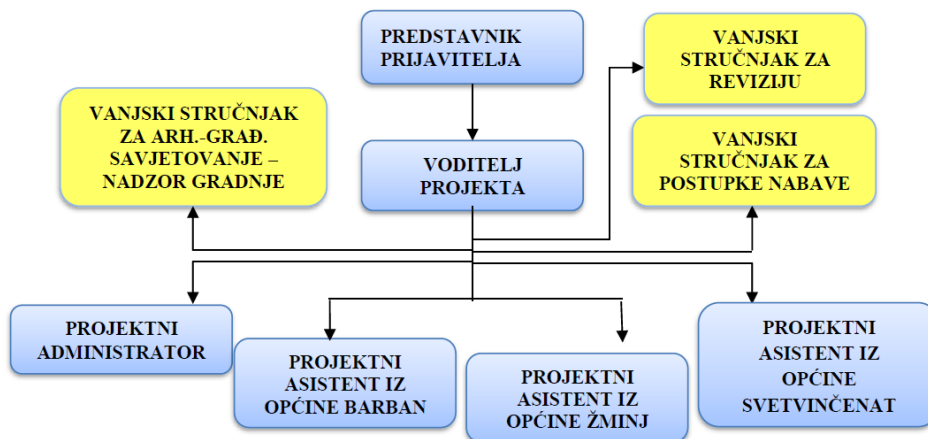 PREDSTAVNIK
PRIJAVITELJA
VANJSKI
STRUČNJAK ZA
REVIZIJU
VANJSKI STRUČNJAK
ZA ARH.-GRAĐ.
SAVJETOVANJE –
NADZOR GRADNJE
VODITELJ
PROJEKTA
VANJSKI
STRUČNJAK ZA
POSTUPKE NABAVE
PROJEKTNI
ADMINISTRATOR
PROJEKTNI
ASISTENT IZ
OPĆINE BARBAN
PROJEKTNI
ASISTENT IZ
OPĆINE ŽMINJ
PROJEKTNI
ASISTENT IZ
OPĆINE
SVETVINČENAT